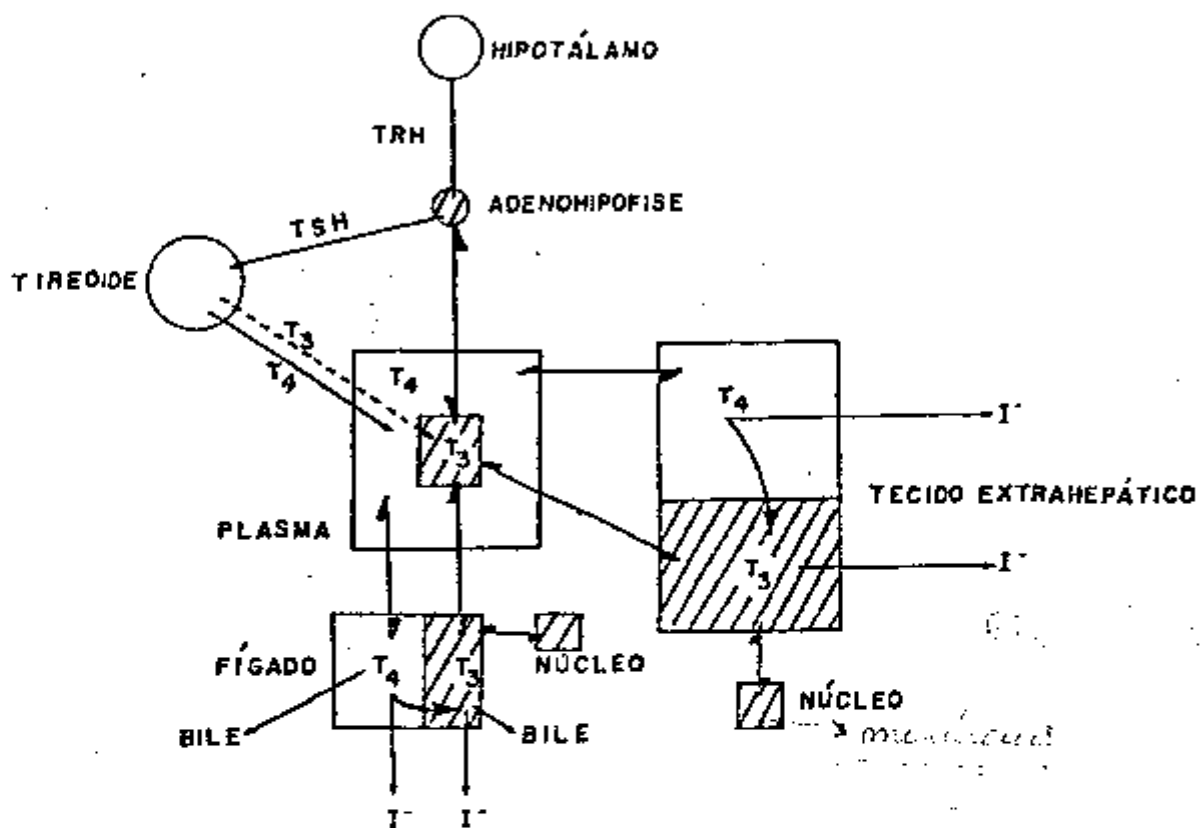 HIPOTÁLAMO
TRH
ADENOHIPOFISE
TSH
TIREOIDE
T3
T4
T4
T3
PLASMA
T4
I-
TECIDO EXTRAHEPÁTICO
T3
I-
FÍGADO
T4
T3
NÚCLEO
NÚCLEO
BILE
BILE
I-
I-